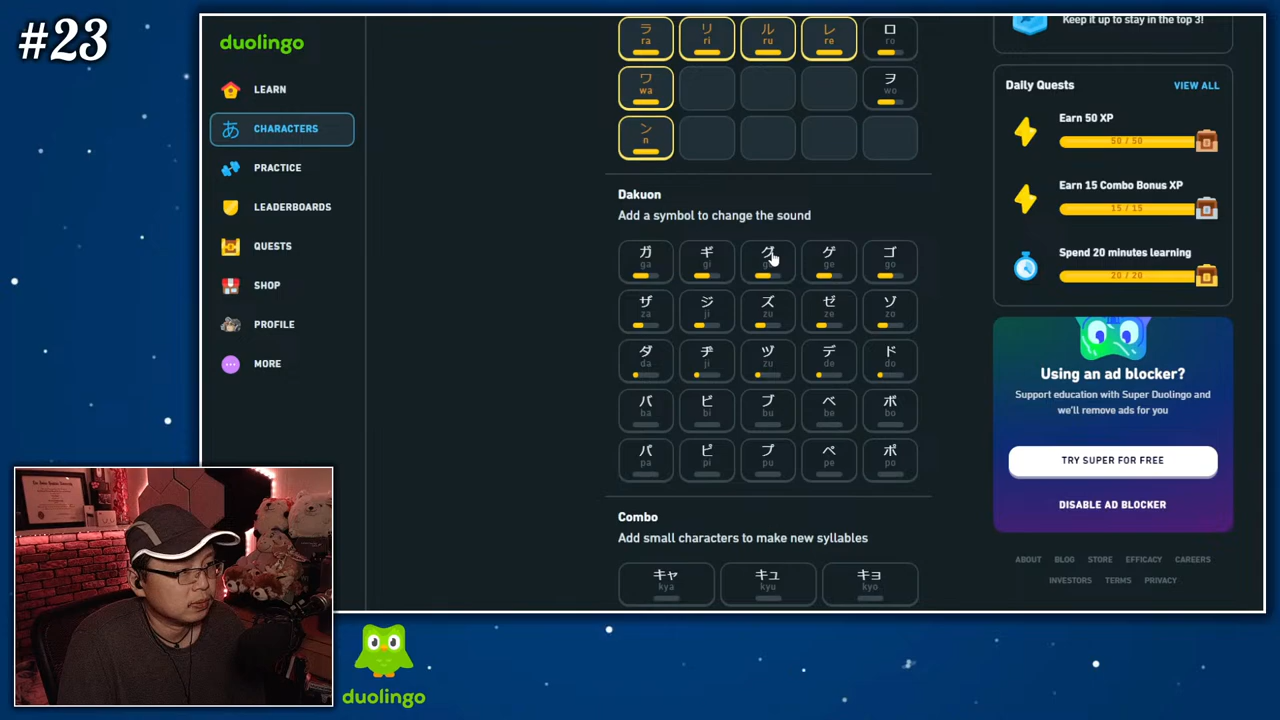 #23
duolingo
LEARN
CHARACTERS
PRACTICE
LEADERBOARDS
QUESTS
SHOP
PROFILE
MORE
ラ リ ル レ ロ
ra ri ru re ro
ワ ヲ
wa wo
ン
n
Dakuon
Add a symbol to change the sound
ガ ギ グ ゲ ゴ
ga gi ge go
ザ ジ ズ ゼ ゾ
za ji zu ze zo
ダ ヂ ヅ デ ド
da ji zu de do
バ ビ ブ ベ ボ
ba bi bu be bo
パ ピ プ ペ ポ
pa pi pu pe po
Combo
Add small characters to make new syllables
キャ キュ キョ
kya kyu kyo
Keep it up to stay in the top 3!
Daily Quests VIEW ALL
Earn 50 XP
50 / 50
Earn 15 Combo Bonus XP
15 / 15
Spend 20 minutes learning
20 / 20
Using an ad blocker?
Support education with Super Duolingo and
we'll remove ads for you
TRY SUPER FOR FREE
DISABLE AD BLOCKER
ABOUT BLOG STORE EFFICACY CAREERS
INVESTORS TERMS PRIVACY
duolingo